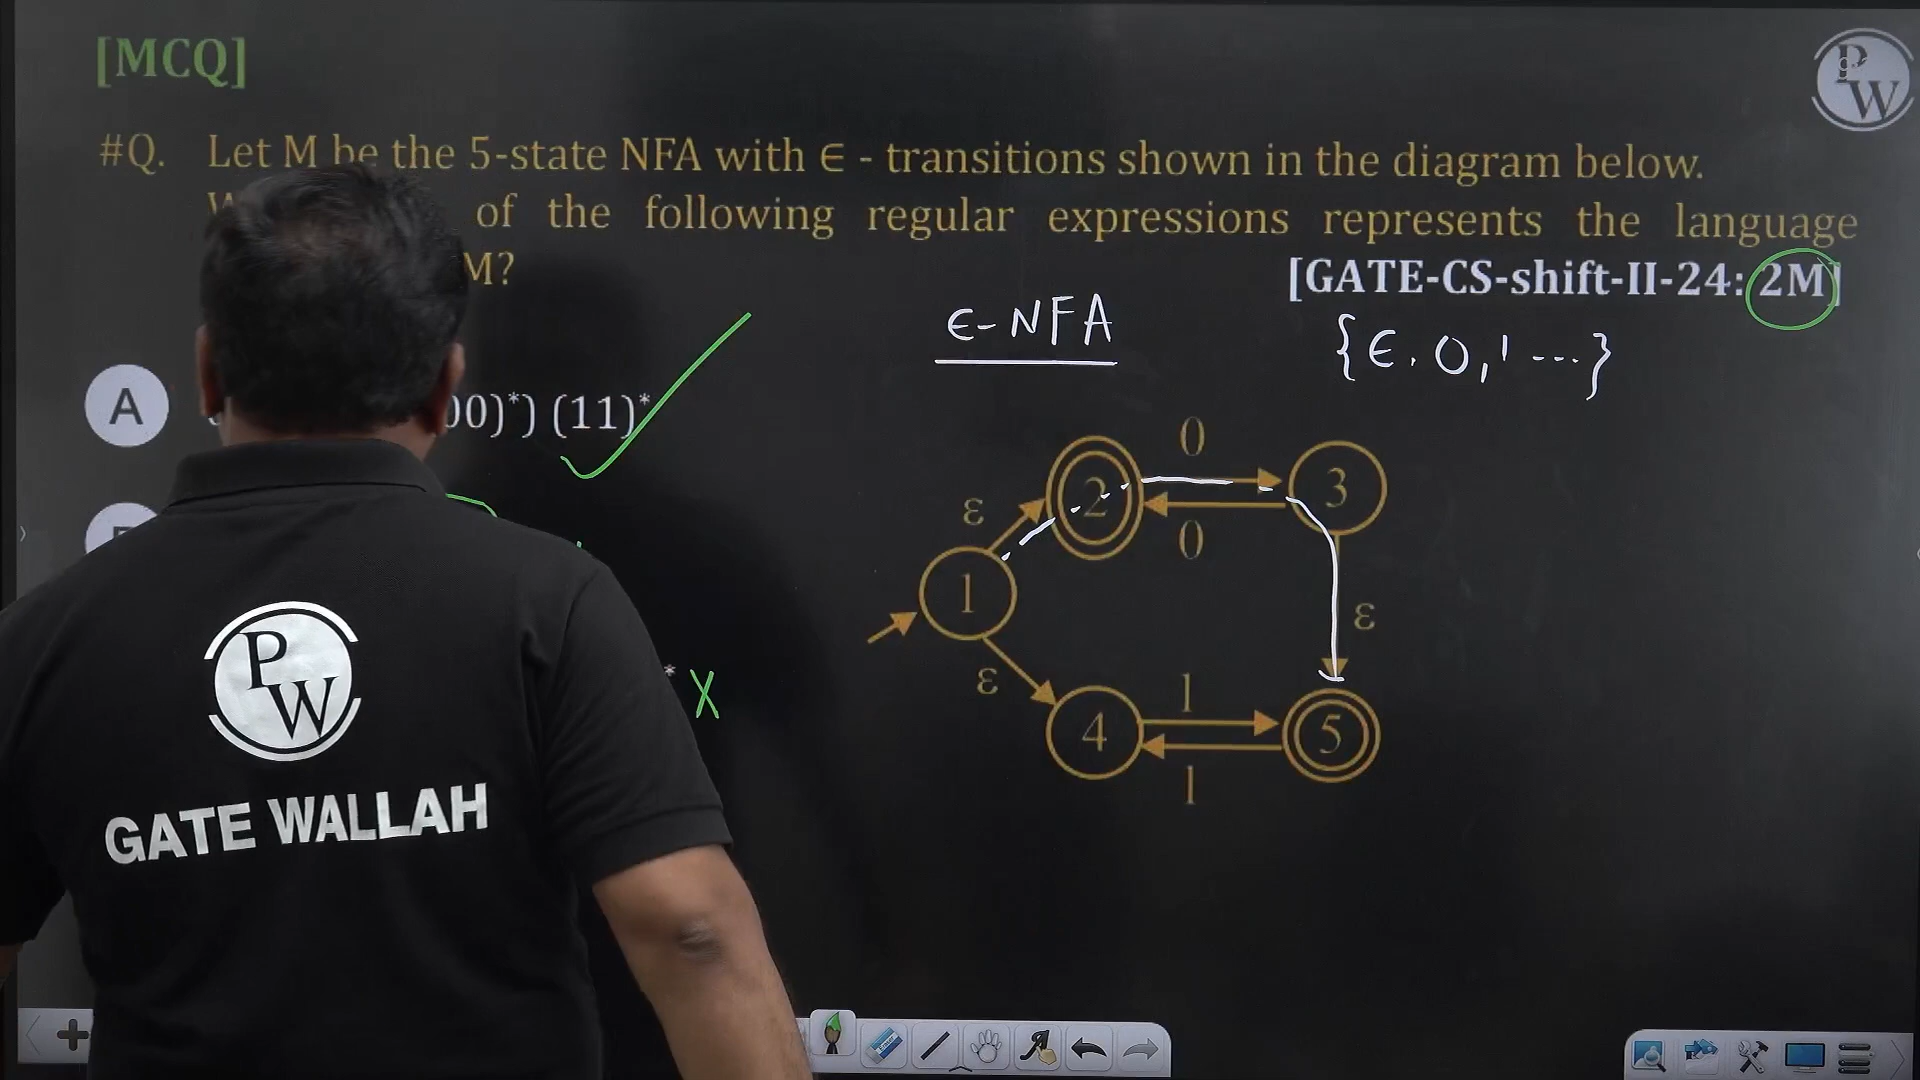 [MCQ]
PW
#Q. Let M be the 5-state NFA with ∈ - transitions shown in the diagram below.
of the following regular expressions represents the language
M?
[GATE-CS-shift-II-24: 2M]
∈-NFA
{∈, 0, 1 ---}
A
00)*) (11)*
0
2
3
ε
0
1
ε
ε
* X
1
4
5
1
PW
GATE WALLAH